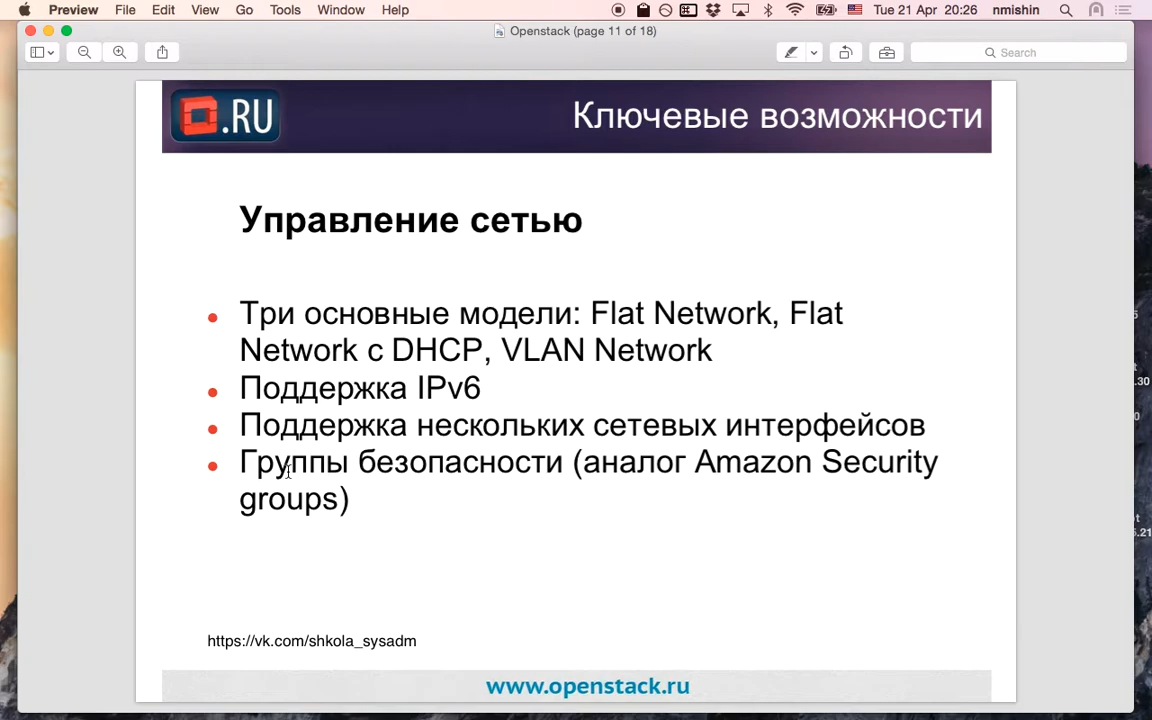 Preview File Edit View Go Tools Window Help Tue 21 Apr 20:26 nmishin
Openstack (page 11 of 18)
Search
.RU
Ключевые возможности
Управление сетью
Три основные модели: Flat Network, Flat
Network с DHCP, VLAN Network
Поддержка IPv6
Поддержка нескольких сетевых интерфейсов
Группы безопасности (аналог Amazon Security
groups)
https://vk.com/shkola_sysadm
www.openstack.ru
.30
t
.21